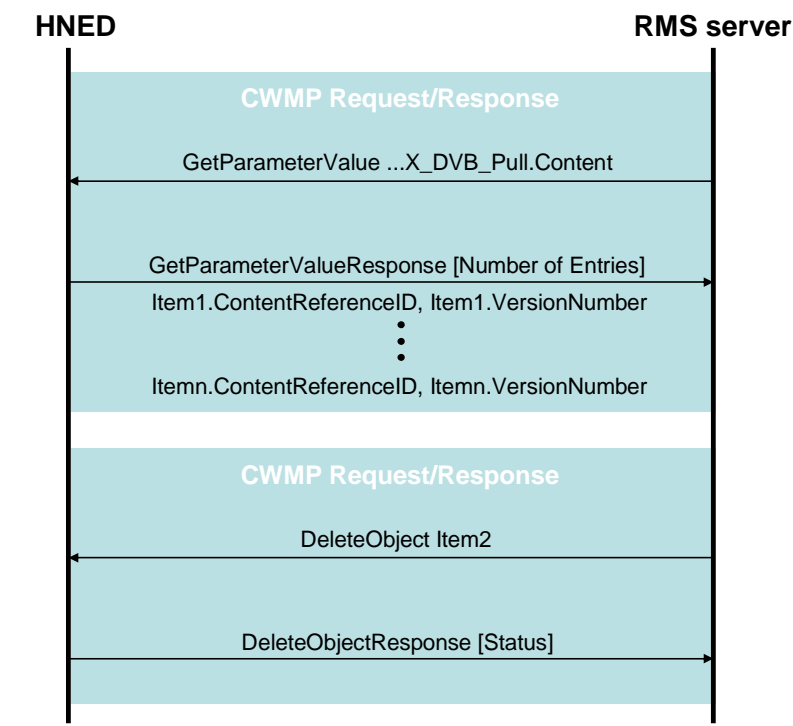 HNED
RMS server
CWMP Request/Response
GetParameterValue ...X_DVB_Pull.Content
GetParameterValueResponse [Number of Entries]
Item1.ContentReferenceID, Item1.VersionNumber
Itemn.ContentReferenceID, Itemn.VersionNumber
CWMP Request/Response
DeleteObject Item2
DeleteObjectResponse [Status]